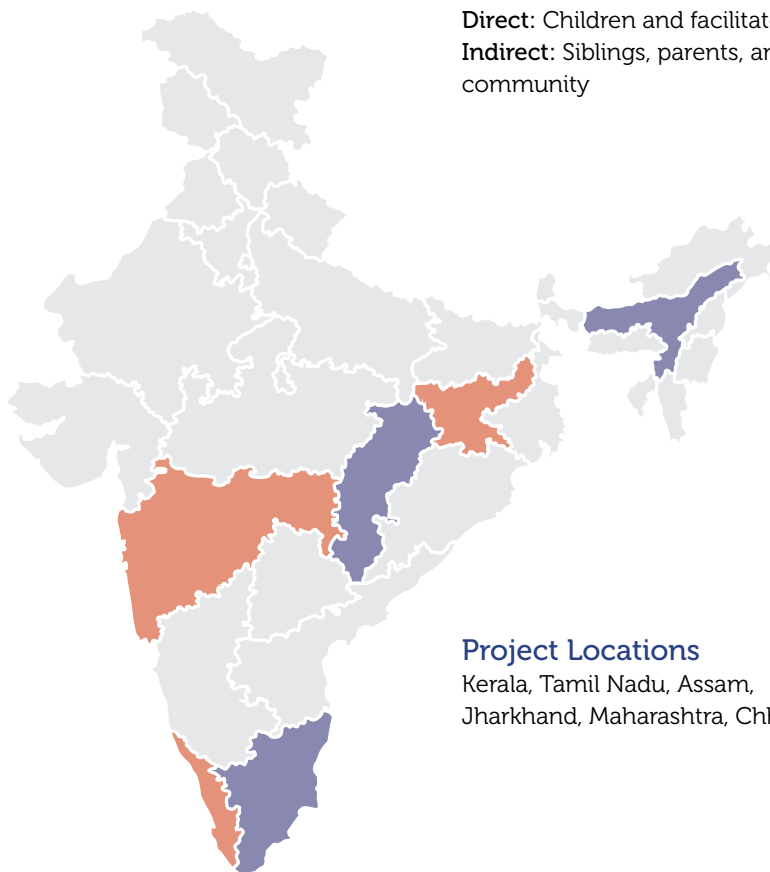 Direct: Children and
Indirect: Siblings, parents,
community
Project Locations
Kerala, Tamil Nadu, Assam,
Jharkhand, Maharashtra,